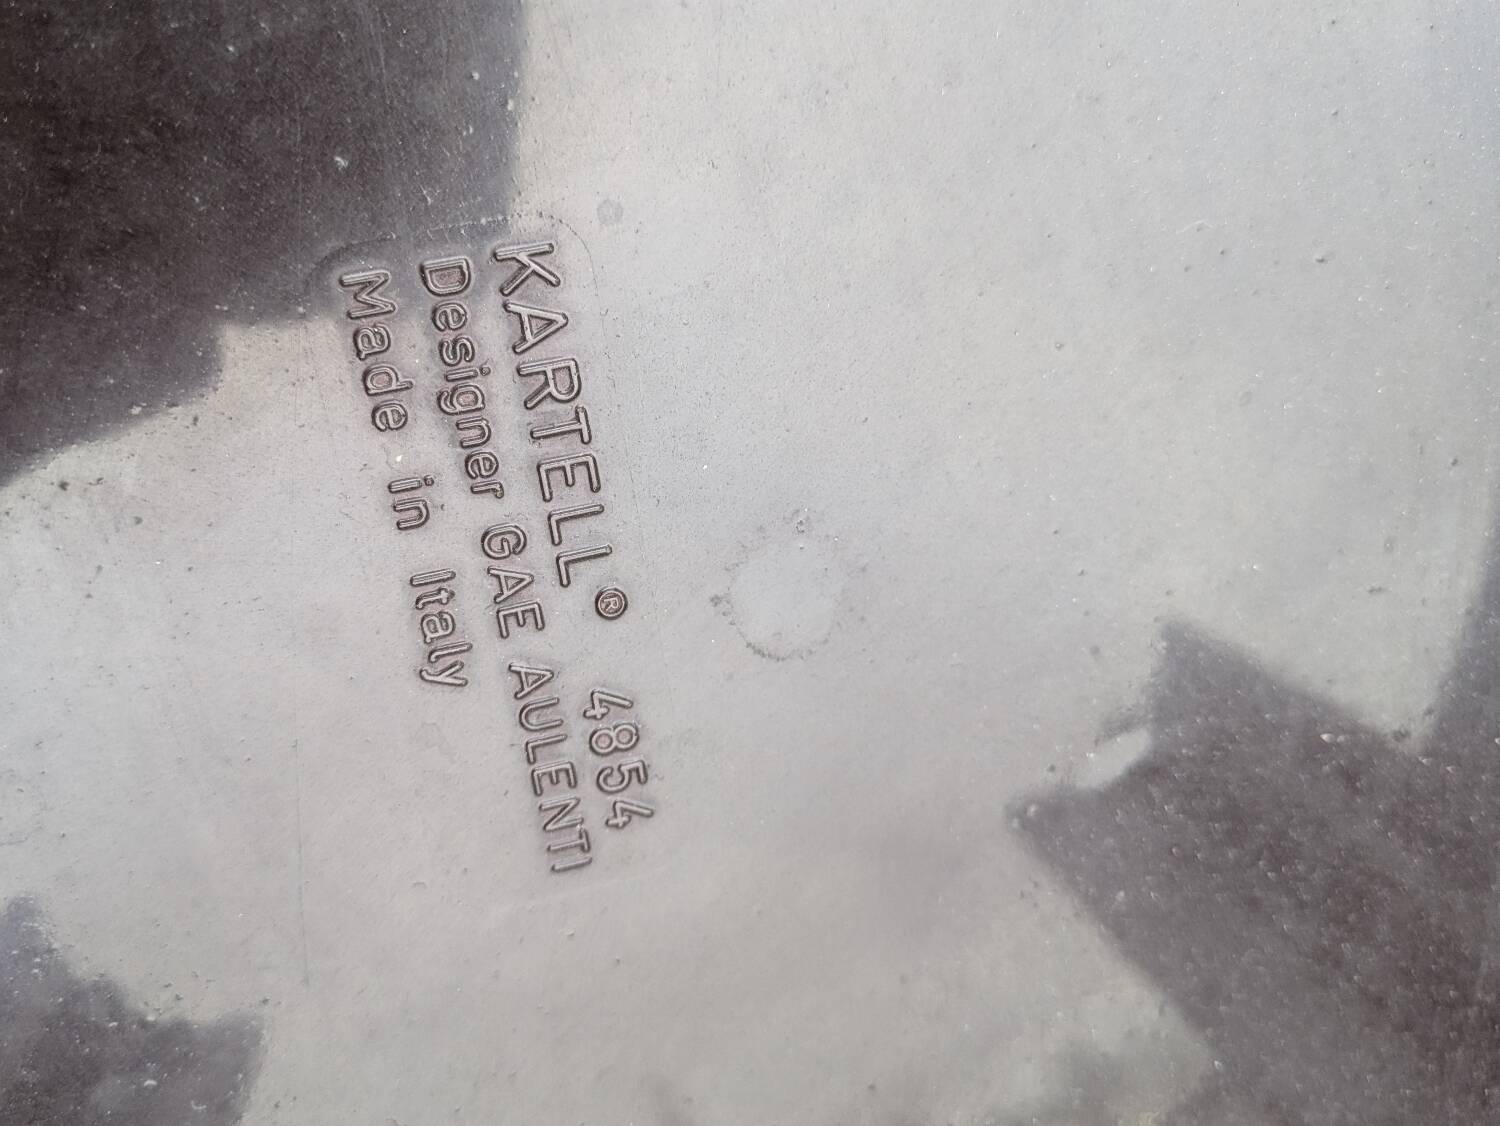 KARTELL® 4854
Designer GAE AULENTI
Made in Italy